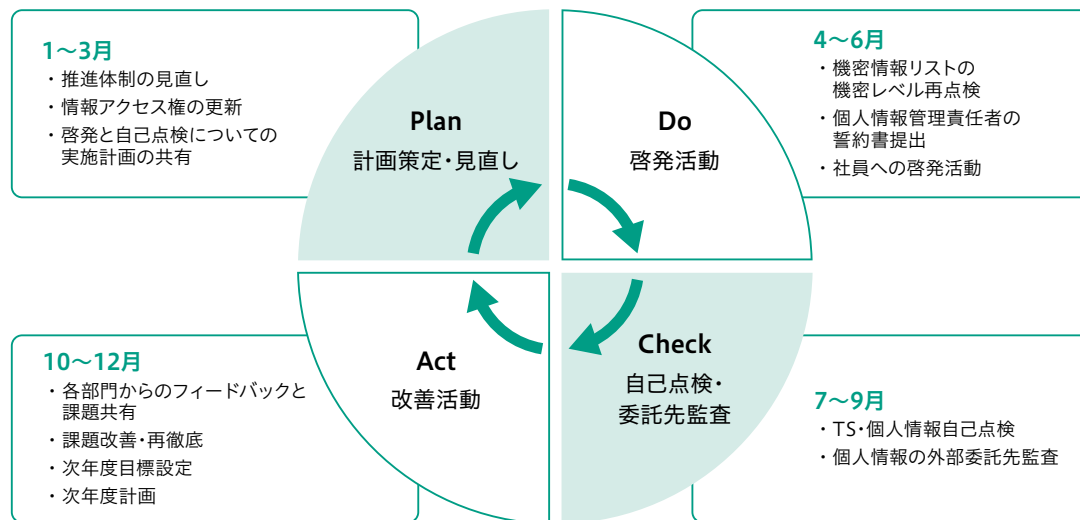 1～3月
・推進体制の見直し
・情報アクセス権の更新
・啓発と自己点検についての
実施計画の共有
Plan
計画策定・見直し
Do
啓発活動
4～6月
・機密情報リストの
機密レベル再点検
・個人情報管理責任者の
誓約書提出
・社員への啓発活動
10～12月
・各部門からのフィードバックと
課題共有
・課題改善・再徹底
・次年度目標設定
・次年度計画
Act
改善活動
Check
自己点検・
委託先監査
7～9月
・TS・個人情報自己点検
・個人情報の外部委託先監査